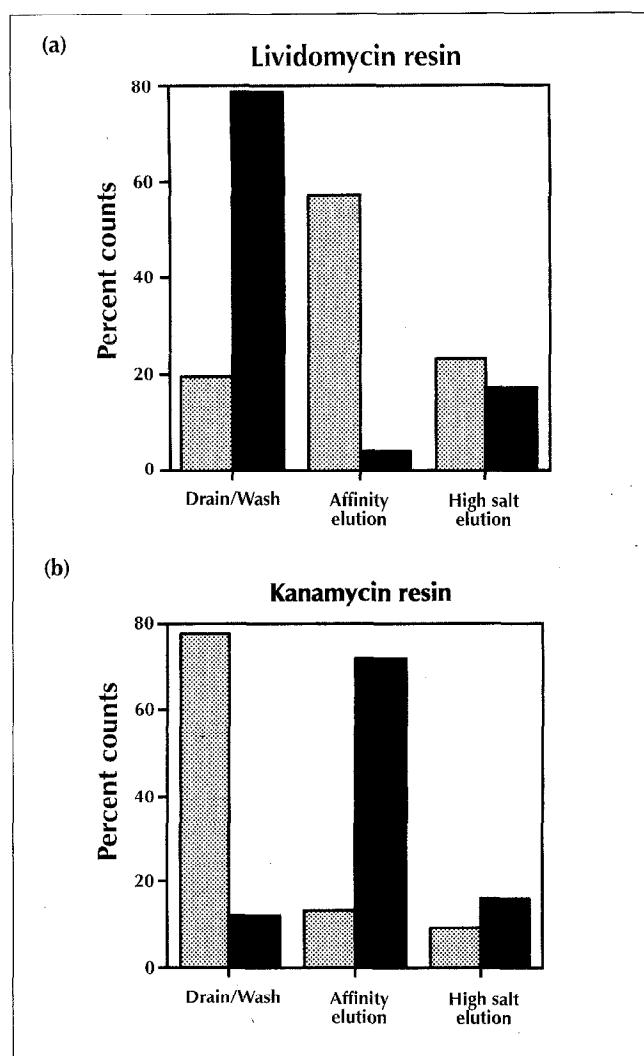 (a)
Lividomycin resin
Percent counts
80
60
40
20
0
Drain/Wash
Affinity
elution
High salt
elution
(b)
Kanamycin resin
Percent counts
80
60
40
20
0
Drain/Wash
Affinity
elution
High salt
elution